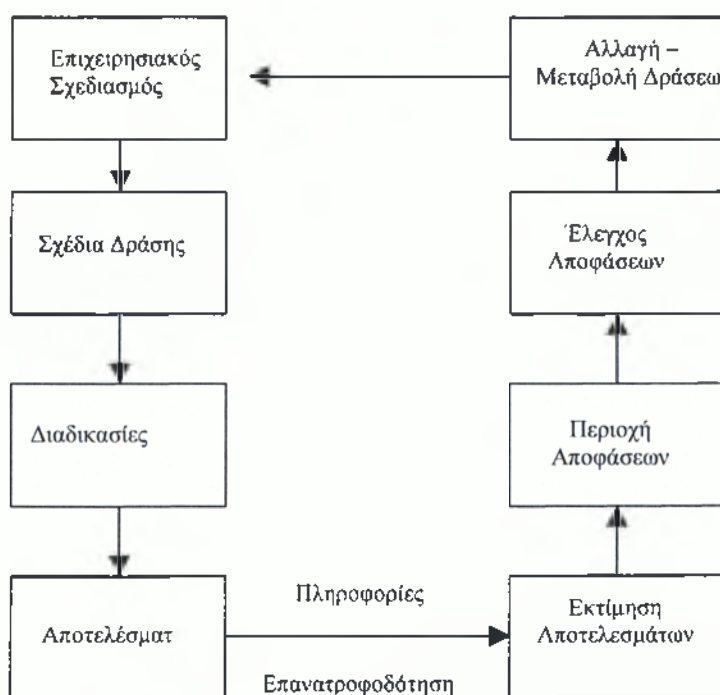 Επιχειρησιακός
Σχεδιασμός
Αλλαγή –
Μεταβολή Δράσεω
Σχέδια Δράσης
Έλεγχος
Αποφάσεων
Διαδικασίες
Περιοχή
Αποφάσεων
Πληροφορίες
Αποτελέσματ
Εκτίμηση
Αποτελεσμάτων
Επανατροφοδότηση